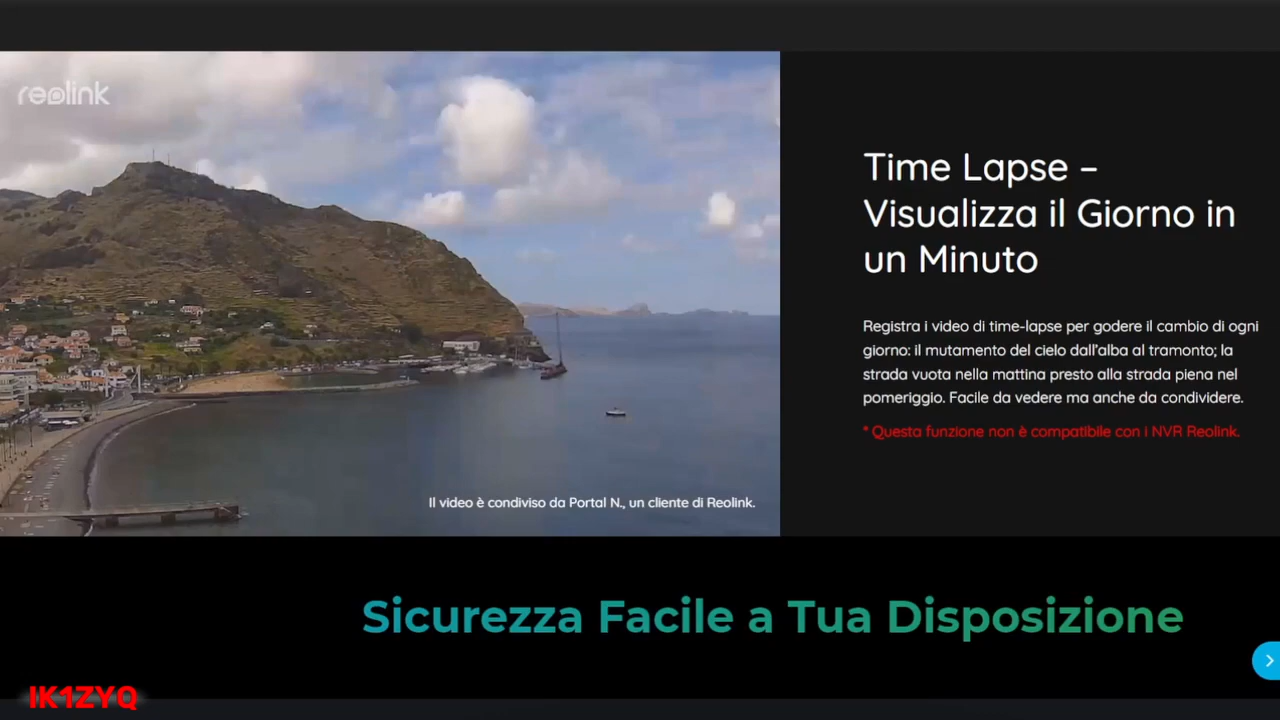 reolink
Time Lapse –
Visualizza il Giorno in
un Minuto
Registra i video di time-lapse per godere il cambio di ogni
giorno: il mutamento del cielo dall'alba al tramonto; la
strada vuota nella mattina presto alla strada piena nel
pomeriggio. Facile da vedere ma anche da condividere.
* Questa funzione non è compatibile con i NVR Reolink.
Il video è condiviso da Portal N., un cliente di Reolink.
Sicurezza Facile a Tua Disposizione
IK1ZYQ